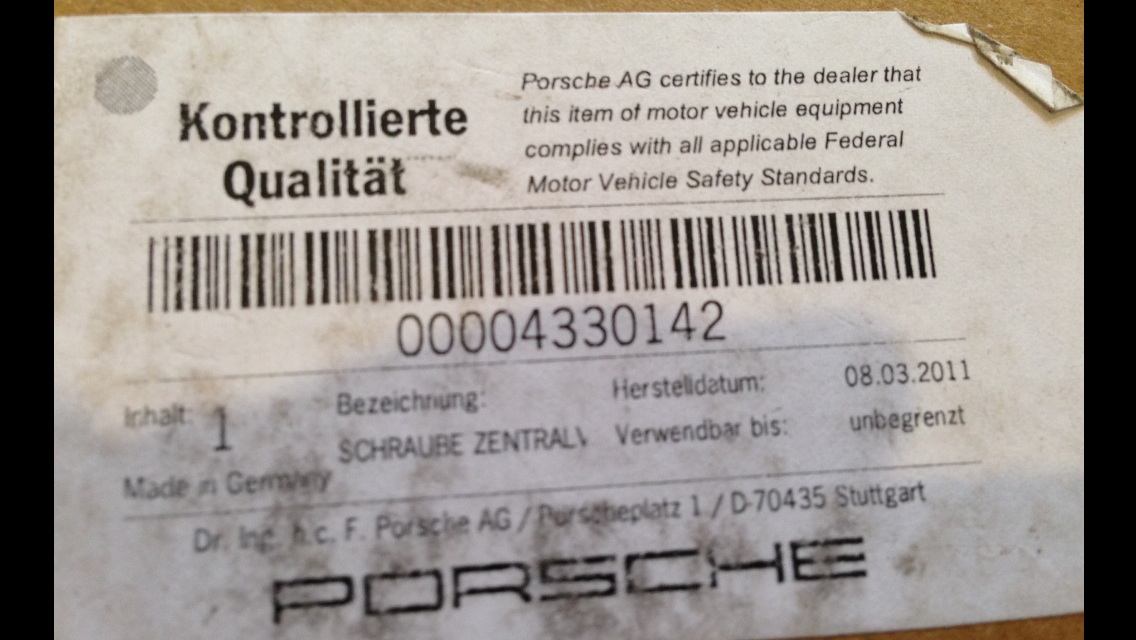 Kontrollierte
Qualität
Porsche AG certifies to the dealer that
this item of motor vehicle equipment
complies with all applicable Federal
Motor Vehicle Safety Standards.
00004330142
Inhalt: 1
Bezeichnung:
SCHRAUBE ZENTRALV
Herstelldatum: 08.03.2011
Verwendbar bis: unbegrenzt
Made in Germany
Dr. Ing. h.c. F. Porsche AG / Porscheplatz 1 / D-70435 Stuttgart
PORSCHE